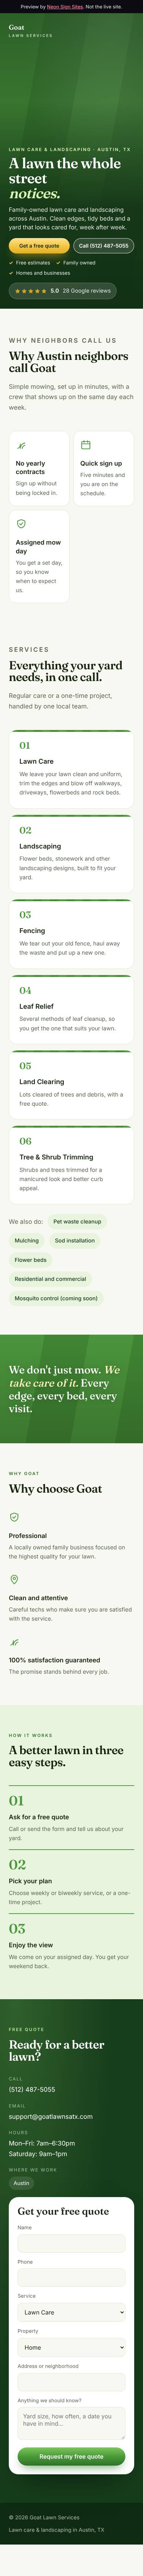 Preview by Neon Sign Sites. Not the live site.
Goat
LAWN SERVICES
LAWN CARE & LANDSCAPING · AUSTIN, TX
A lawn the whole
street
notices.
Family-owned lawn care and landscaping
across Austin. Clean edges, tidy beds and a
yard that looks cared for, week after week.
Get a free quote
Call (512) 487-5055
✓ Free estimates ✓ Family owned
✓ Homes and businesses
★★★★★ 5.0 28 Google reviews
WHY NEIGHBORS CALL US
Why Austin neighbors
call Goat
Simple mowing, set up in minutes, with a
crew that shows up on the same day each
week.
No yearly
contracts
Sign up without
being locked in.
Quick sign up
Five minutes and
you are on the
schedule.
Assigned mow
day
You get a set day,
so you know
when to expect
us.
SERVICES
Everything your yard
needs, in one call.
Regular care or a one-time project,
handled by one local team.
01
Lawn Care
We leave your lawn clean and uniform,
trim the edges and blow off walkways,
driveways, flowerbeds and rock beds.
02
Landscaping
Flower beds, stonework and other
landscaping designs, built to fit your
yard.
03
Fencing
We tear out your old fence, haul away
the waste and put up a new one.
04
Leaf Relief
Several methods of leaf cleanup, so
you get the one that suits your lawn.
05
Land Clearing
Lots cleared of trees and debris, with a
free quote.
06
Tree & Shrub Trimming
Shrubs and trees trimmed for a
manicured look and better curb
appeal.
We also do:
Pet waste cleanup
Mulching
Sod installation
Flower beds
Residential and commercial
Mosquito control (coming soon)
We don't just mow. We
take care of it. Every
edge, every bed, every
visit.
WHY GOAT
Why choose Goat
Professional
A locally owned family business focused on
the highest quality for your lawn.
Clean and attentive
Careful techs who make sure you are satisfied
with the service.
100% satisfaction guaranteed
The promise stands behind every job.
HOW IT WORKS
A better lawn in three
easy steps.
01
Ask for a free quote
Call or send the form and tell us about your
yard.
02
Pick your plan
Choose weekly or biweekly service, or a one-
time project.
03
Enjoy the view
We come on your assigned day. You get your
weekend back.
FREE QUOTE
Ready for a better
lawn?
CALL
(512) 487-5055
EMAIL
support@goatlawnsatx.com
HOURS
Mon–Fri: 7am–6:30pm
Saturday: 9am–1pm
WHERE WE WORK
Austin
Get your free quote
Name
Phone
Service
Lawn Care
Property
Home
Address or neighborhood
Anything we should know?
Yard size, how often, a date you
have in mind...
Request my free quote
© 2026 Goat Lawn Services
Lawn care & landscaping in Austin, TX